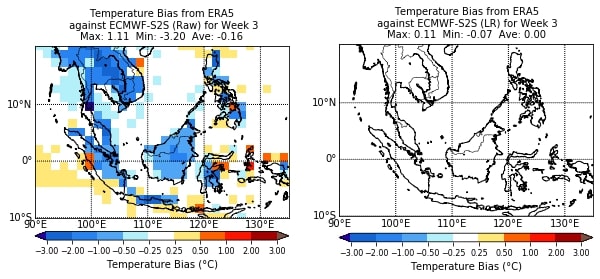 Temperature Bias from ERA5
against ECMWF-S2S (Raw) for Week 3
Max: 1.11 Min: -3.20 Ave: -0.16
10°N
0°
10°S
90°E 100°E 110°E 120°E 130°E
−3.00 −2.00 −1.00 −0.50 −0.25 0.25 0.50 1.00 2.00 3.00
Temperature Bias (°C)
Temperature Bias from ERA5
against ECMWF-S2S (LR) for Week 3
Max: 0.11 Min: -0.07 Ave: 0.00
10°N
0°
10°S
90°E 100°E 110°E 120°E 130°E
−3.00 −2.00 −1.00 −0.50 −0.25 0.25 0.50 1.00 2.00 3.00
Temperature Bias (°C)